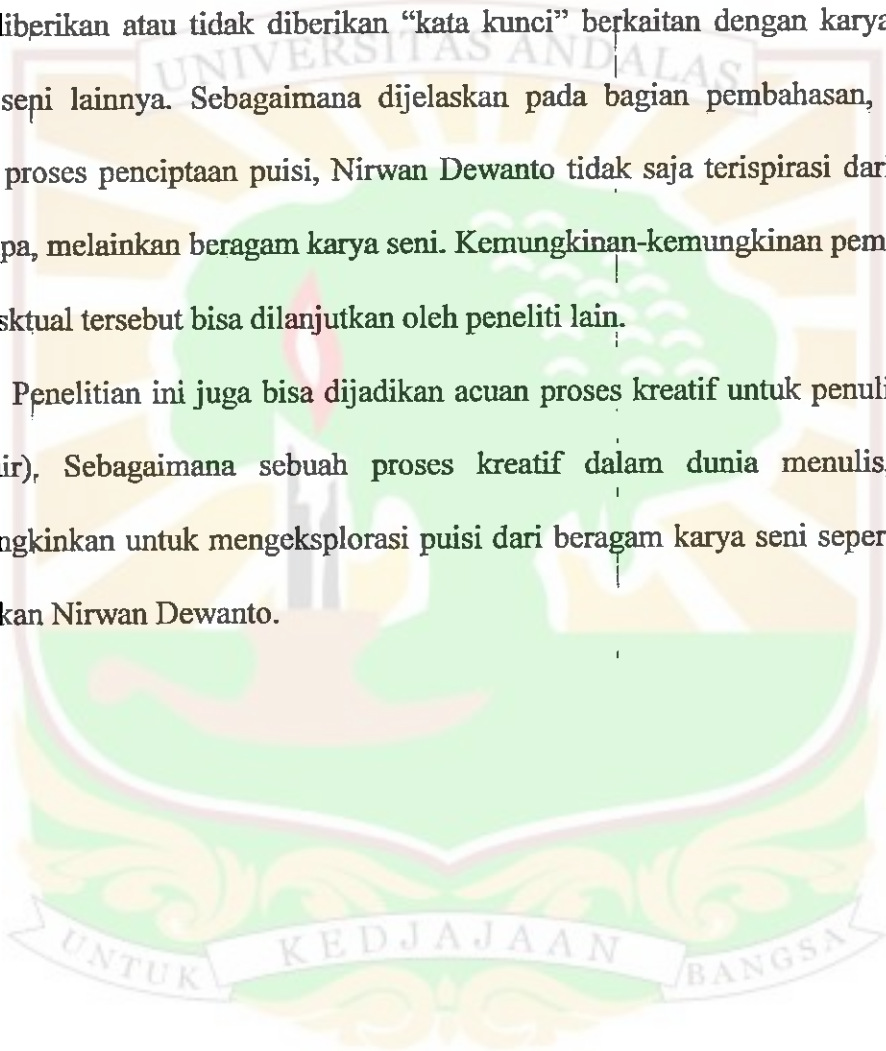 liberikan atau tidak diberikan “kata kunci” berkaitan dengan karya
UNIVERSITAS ANDALAS
seni lainnya. Sebagaimana dijelaskan pada bagian pembahasan,
proses penciptaan puisi, Nirwan Dewanto tidak saja terispirasi dari
pa, melainkan beragam karya seni. Kemungkinan-kemungkinan pem
sktual tersebut bisa dilanjutkan oleh peneliti lain.
Penelitian ini juga bisa dijadikan acuan proses kreatif untuk penuli
ir), Sebagaimana sebuah proses kreatif dalam dunia menulis,
ngkinkan untuk mengeksplorasi puisi dari beragam karya seni seper
kan Nirwan Dewanto.
UNTUK KEDJAJAAN BANGSA